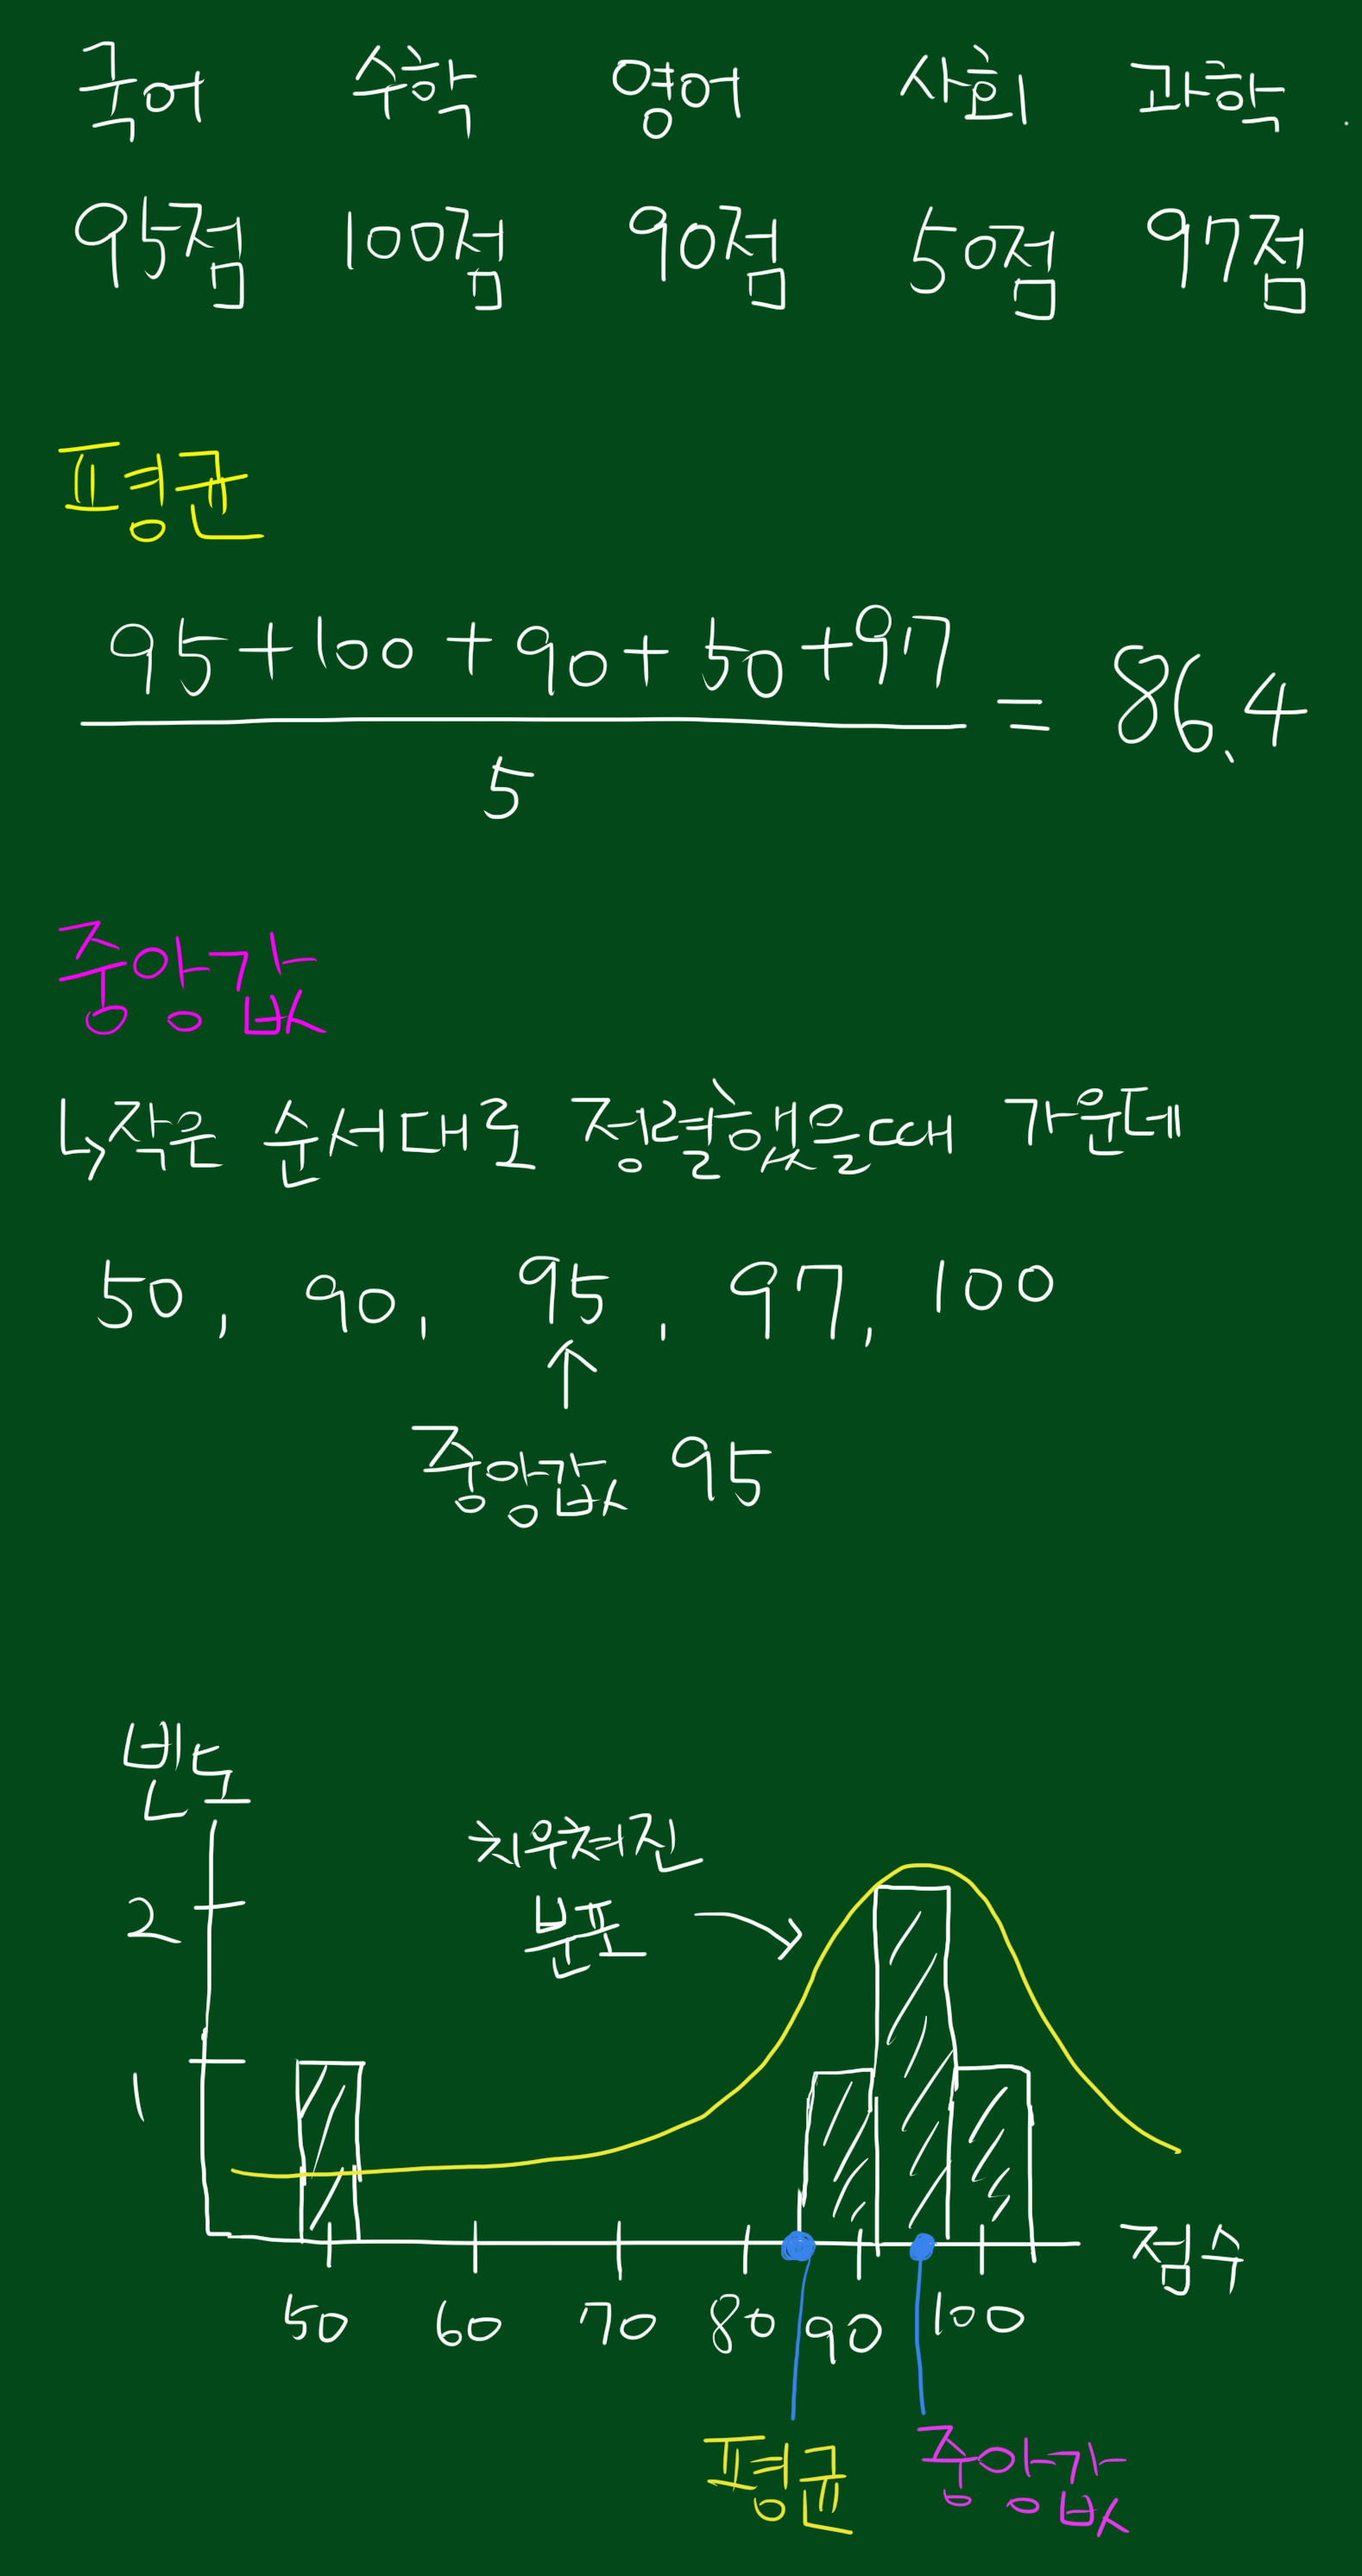 국어 수학 영어 사회 과학
95점 100점 90점 50점 97점
평균
95+100+90+50+97
= 86.4
5
중앙값
↳작은 순서대로 정렬했을때 가운데
50, 90, 95, 97, 100
↑
중앙값 95
빈도
치우쳐진
분포
2
1
50 60 70 80 90 100 점수
평균 중앙값